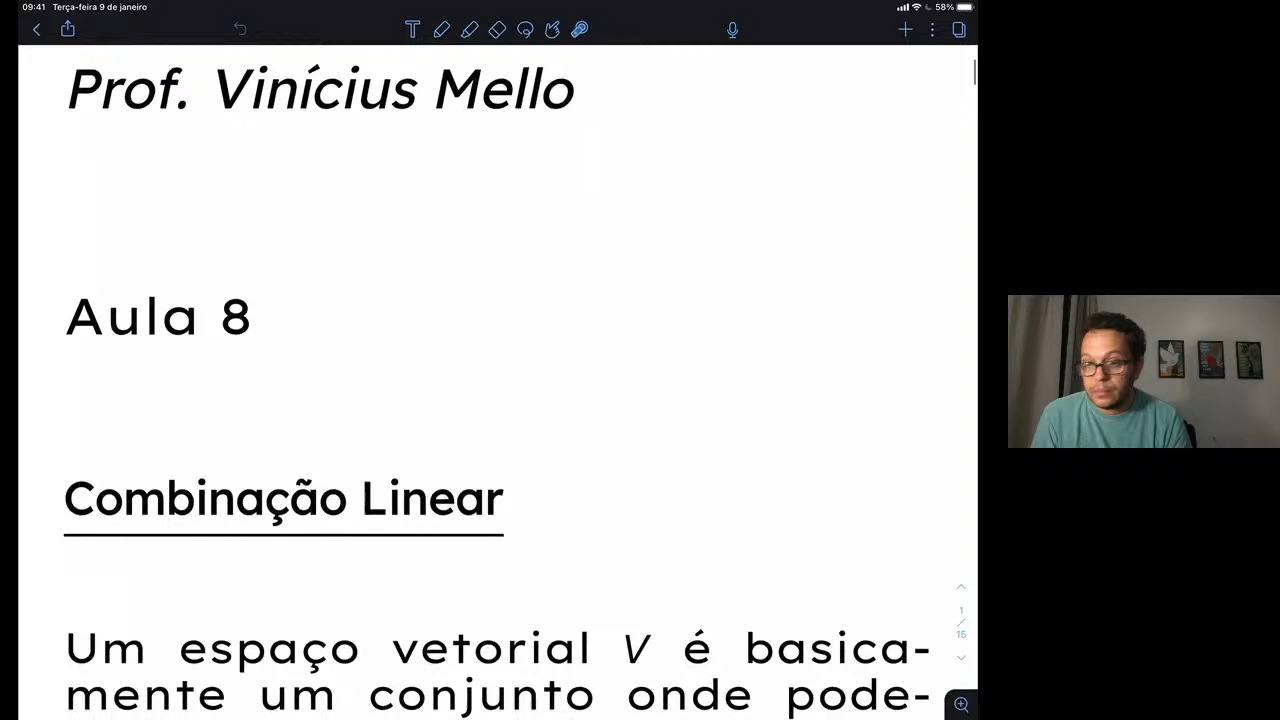 09:41 Terça-feira 9 de janeiro
58%
T
Prof. Vinícius Mello
Aula 8
Combinação Linear
1
/
15
Um espaço vetorial V é basica-
mente um conjunto onde pode-